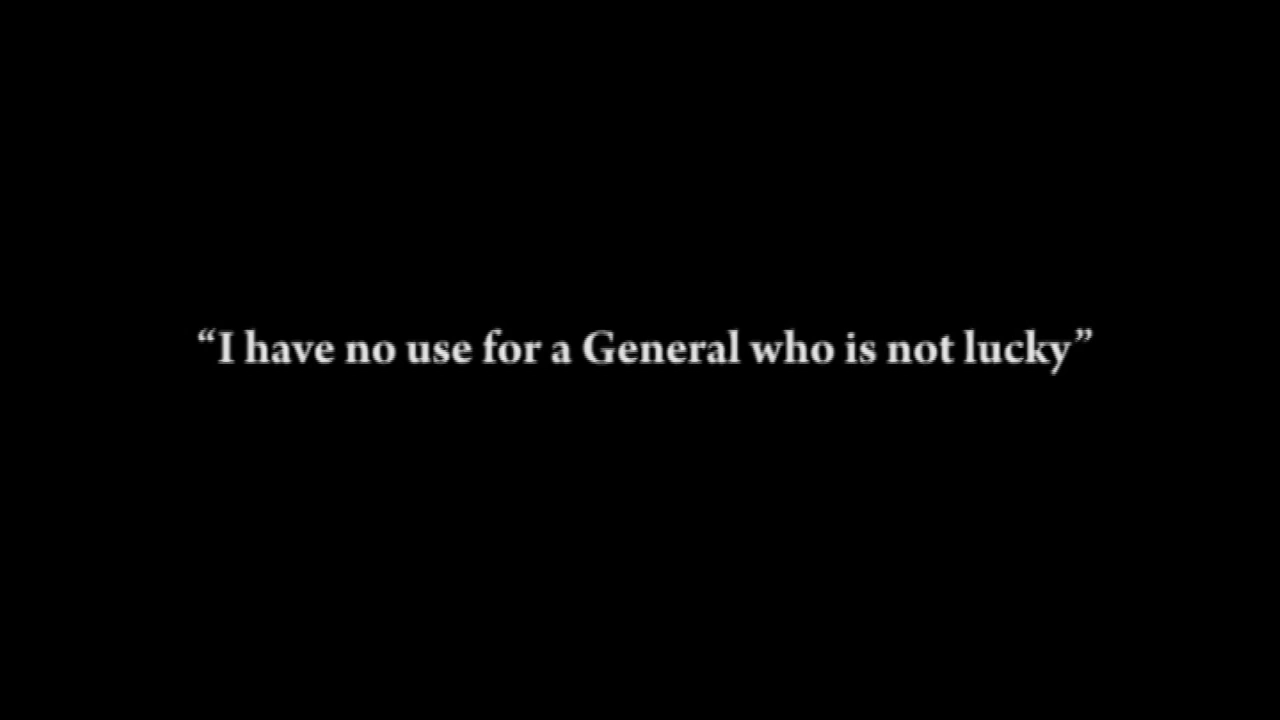 “I have no use for a General who is not lucky”